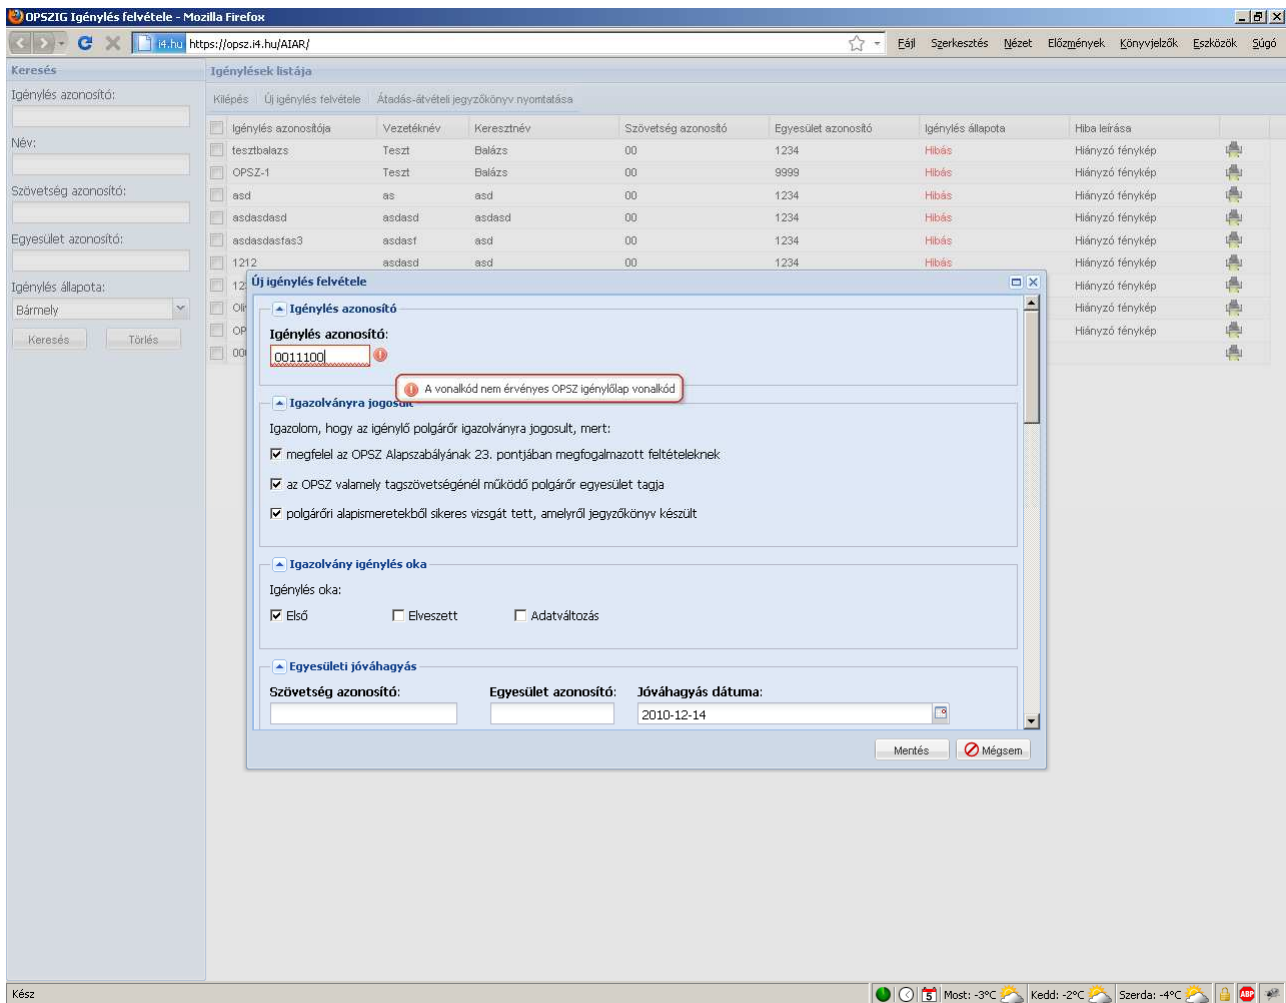 OPSZIG Igénylés felvétele - Mozilla Firefox
i4.hu https://opsz.i4.hu/AIAR/ Fájl Szerkesztés Nézet Előzmények Könyvjelzők Eszközök Súgó
Keresés
Igénylés azonosító:
Név:
Szövetség azonosító:
Egyesület azonosító:
Igénylés állapota:
Bármely
Keresés Törlés
Igénylések listája
Kilépés Új igénylés felvétele Átadás-átvételi jegyzőkönyv nyomtatása
Igénylés azonosítója Vezetéknév Keresztnév Szövetség azonosító Egyesület azonosító Igénylés állapota Hiba leírása
tesztbalazs Teszt Balázs 00 1234 Hibás Hiányzó fénykép
OPSZ-1 Teszt Balázs 00 9999 Hibás Hiányzó fénykép
asd as asd 00 1234 Hibás Hiányzó fénykép
asdasdasd asdasd asdasd 00 1234 Hibás Hiányzó fénykép
asdasdasfas3 asdasf asd 00 1234 Hibás Hiányzó fénykép
1212 asdasd asd 00 1234 Hibás Hiányzó fénykép
Hiányzó fénykép
Hiányzó fénykép
Hiányzó fénykép
Új igénylés felvétele
Igénylés azonosító
Igénylés azonosító:
0011100
A vonalkód nem érvényes OPSZ igénylőlap vonalkód
Igazolványra jogosult
Igazolom, hogy az igénylő polgárőr igazolványra jogosult, mert:
megfelel az OPSZ Alapszabályának 23. pontjában megfogalmazott feltételeknek
az OPSZ valamely tagszövetségénél működő polgárőr egyesület tagja
polgárőri alapismeretekből sikeres vizsgát tett, amelyről jegyzőkönyv készült
Igazolvány igénylés oka
Igénylés oka:
Első Elveszett Adatváltozás
Egyesületi jóváhagyás
Szövetség azonosító: Egyesület azonosító: Jóváhagyás dátuma:
2010-12-14
Mentés Mégsem
Kész 5 Most: -3°C Kedd: -2°C Szerda: -4°C ABP